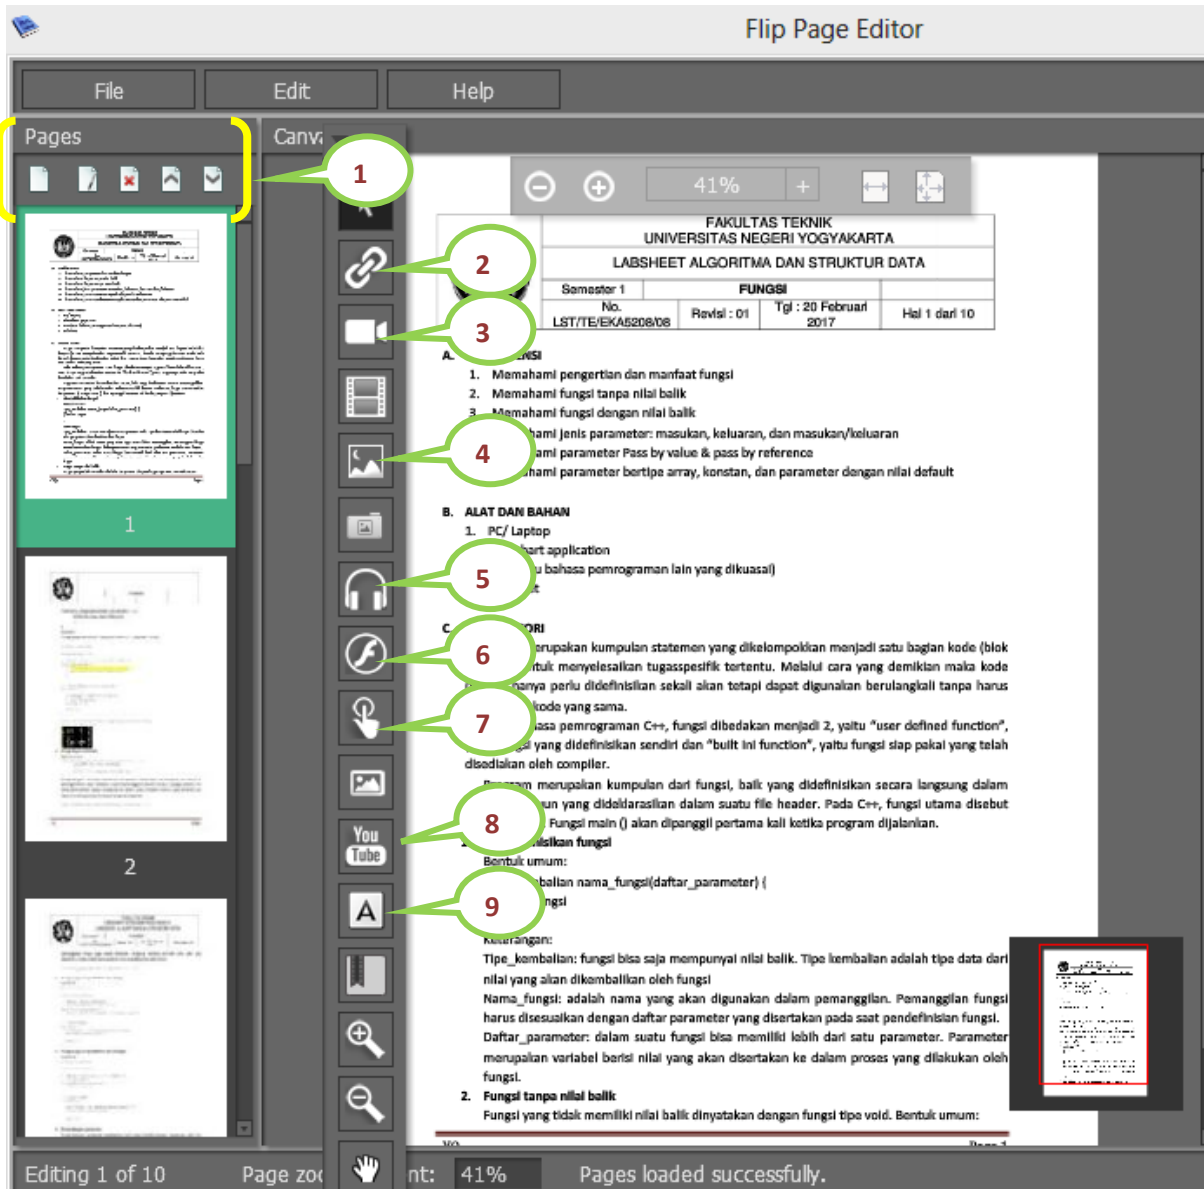 Flip Page Editor
File Edit Help
Pages
Canva
41%
1
2
3
4
5
6
7
8
9
You
Tube
A
FAKULTAS TEKNIK
UNIVERSITAS NEGERI YOGYAKARTA
LABSHEET ALGORITMA DAN STRUKTUR DATA
Semester 1 FUNGSI
No. LST/TE/EKA5208/08 Revisi : 01 Tgl : 20 Februari 2017 Hal 1 dari 10
A. ENSI
1. Memahami pengertian dan manfaat fungsi
2. Memahami fungsi tanpa nilai balik
3. Memahami fungsi dengan nilai balik
hami jenis parameter: masukan, keluaran, dan masukan/keluaran
hami parameter Pass by value & pass by reference
hami parameter bertipe array, konstan, dan parameter dengan nilai default
B. ALAT DAN BAHAN
1. PC/ Laptop
hart application
u bahasa pemrograman lain yang dikuasai)
t
C. ORI
erupakan kumpulan statemen yang dikelompokkan menjadi satu bagian kode (blok
tuk menyelesaikan tugasspesifik tertentu. Melalui cara yang demikian maka kode
anya perlu didefinisikan sekali akan tetapi dapat digunakan berulangkali tanpa harus
kode yang sama.
asa pemrograman C++, fungsi dibedakan menjadi 2, yaitu “user defined function”,
gsi yang didefinisikan sendiri dan “built ini function”, yaitu fungsi siap pakai yang telah
disediakan oleh compiler.
Program merupakan kumpulan dari fungsi, baik yang didefinisikan secara langsung dalam
un yang dideklarasikan dalam suatu file header. Pada C++, fungsi utama disebut
Fungsi main () akan dipanggil pertama kali ketika program dijalankan.
1. nisikan fungsi
Bentuk umum:
balian nama_fungsi(daftar_parameter) {
ngsi
Keterangan:
Tipe_kembalian: fungsi bisa saja mempunyai nilai balik. Tipe kembalian adalah tipe data dari
nilai yang akan dikembalikan oleh fungsi
Nama_fungsi: adalah nama yang akan digunakan dalam pemanggilan. Pemanggilan fungsi
harus disesuaikan dengan daftar parameter yang disertakan pada saat pendefinisian fungsi.
Daftar_parameter: dalam suatu fungsi bisa memiliki lebih dari satu parameter. Parameter
merupakan variabel berisi nilai yang akan disertakan ke dalam proses yang dilakukan oleh
fungsi.
2. Fungsi tanpa nilai balik
Fungsi yang tidak memiliki nilai balik dinyatakan dengan fungsi tipe void. Bentuk umum:
1
2
Editing 1 of 10 Page zoo nt: 41% Pages loaded successfully.